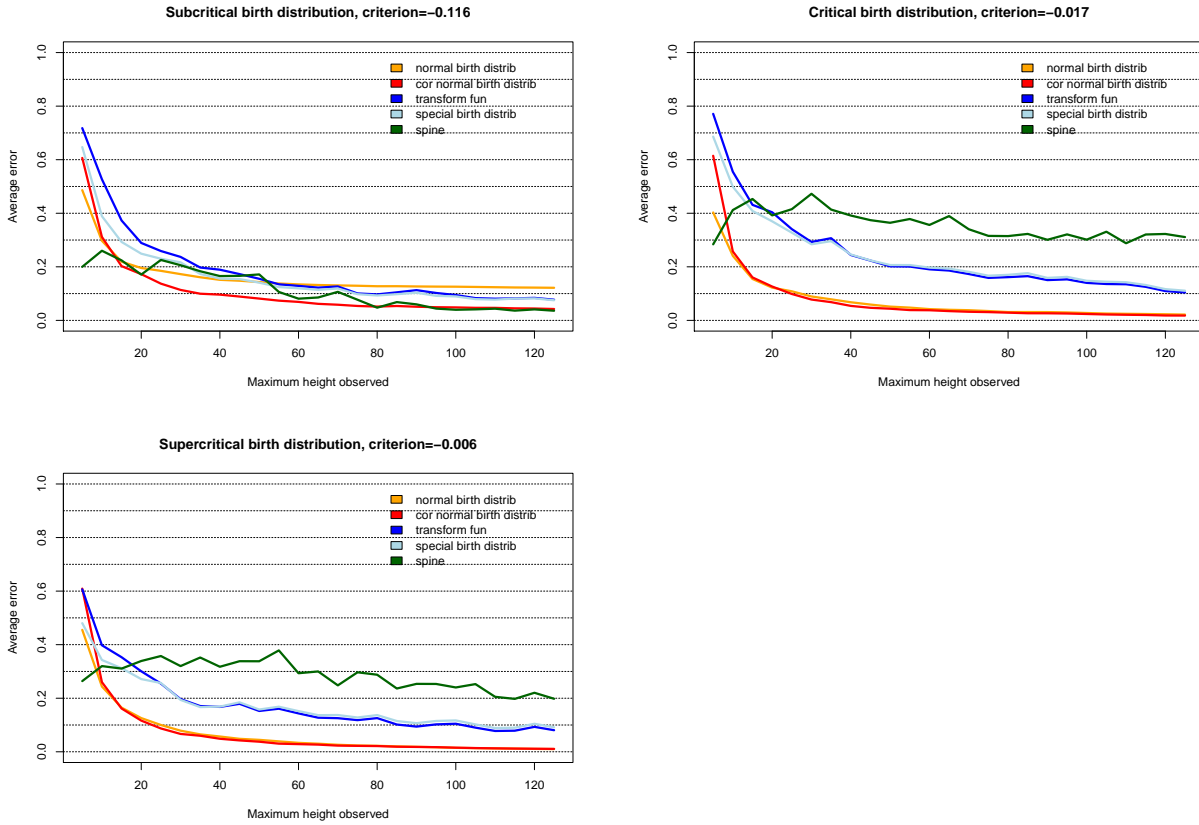 Subcritical birth distribution, criterion=−0.116
Average error
1.0
0.8
0.6
0.4
0.2
0.0
normal birth distrib
cor normal birth distrib
transform fun
special birth distrib
spine
20 40 60 80 100 120
Maximum height observed
Critical birth distribution, criterion=−0.017
Average error
1.0
0.8
0.6
0.4
0.2
0.0
normal birth distrib
cor normal birth distrib
transform fun
special birth distrib
spine
20 40 60 80 100 120
Maximum height observed
Supercritical birth distribution, criterion=−0.006
Average error
1.0
0.8
0.6
0.4
0.2
0.0
normal birth distrib
cor normal birth distrib
transform fun
special birth distrib
spine
20 40 60 80 100 120
Maximum height observed